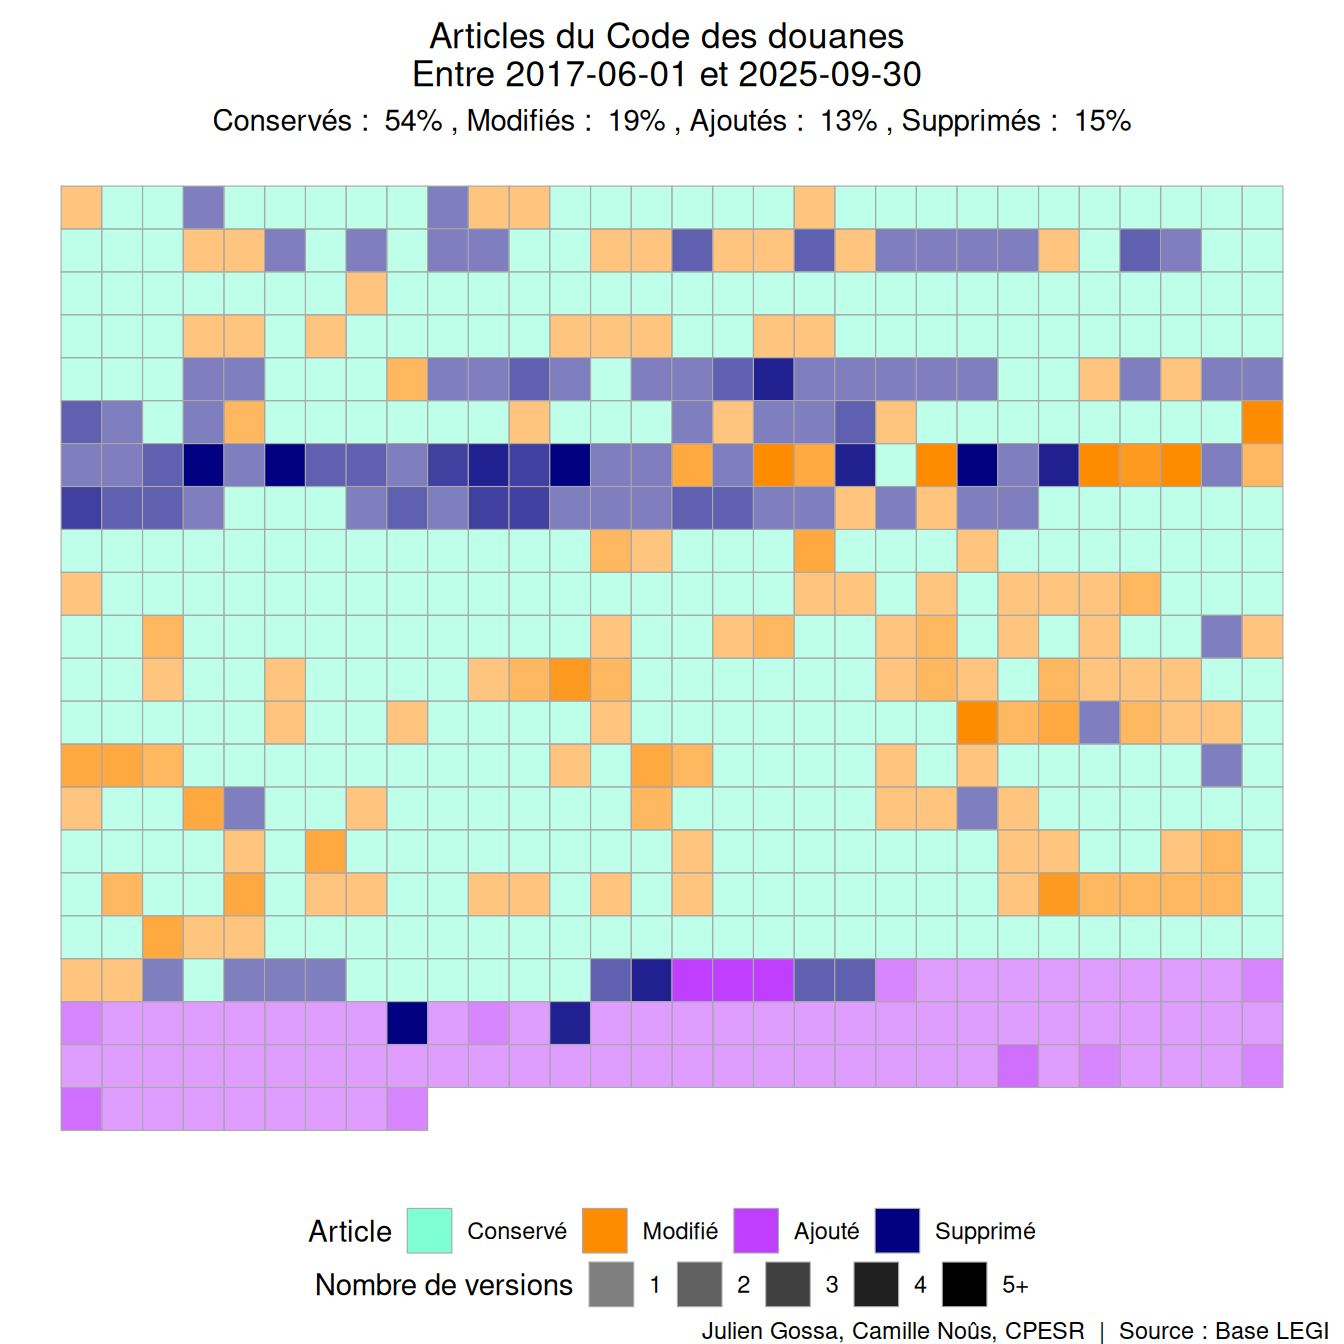 Articles du Code des douanes
Entre 2017-06-01 et 2025-09-30
Conservés :  54% , Modifiés :  19% , Ajoutés :  13% , Supprimés :  15%
Article Conservé Modifié Ajouté Supprimé
Nombre de versions 1 2 3 4 5+
Julien Gossa, Camille Noûs, CPESR | Source : Base LEGI